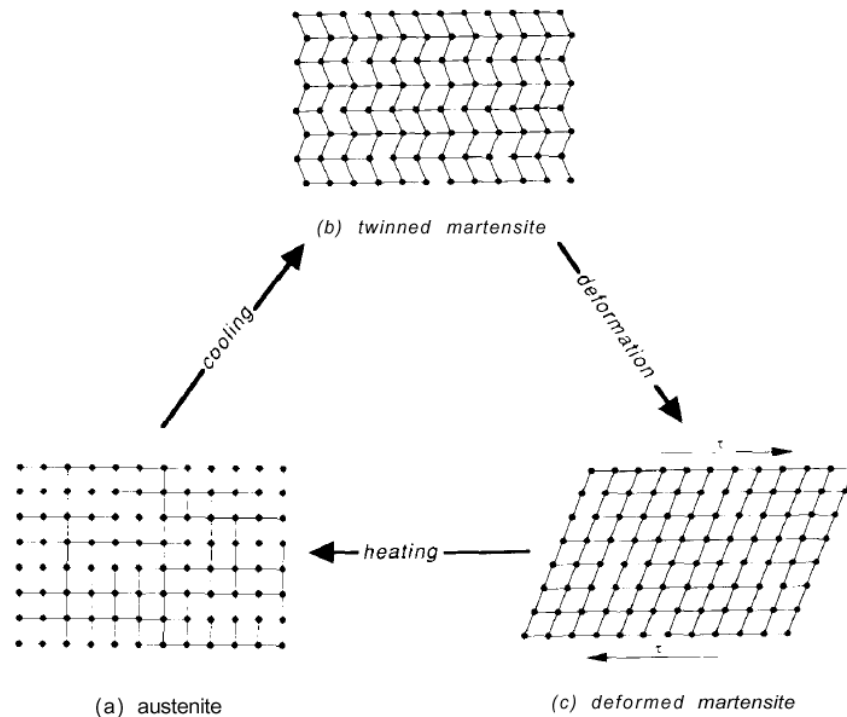 (b) twinned martensite
cooling
deformation
τ
heating
τ
(a) austenite
(c) deformed martensite